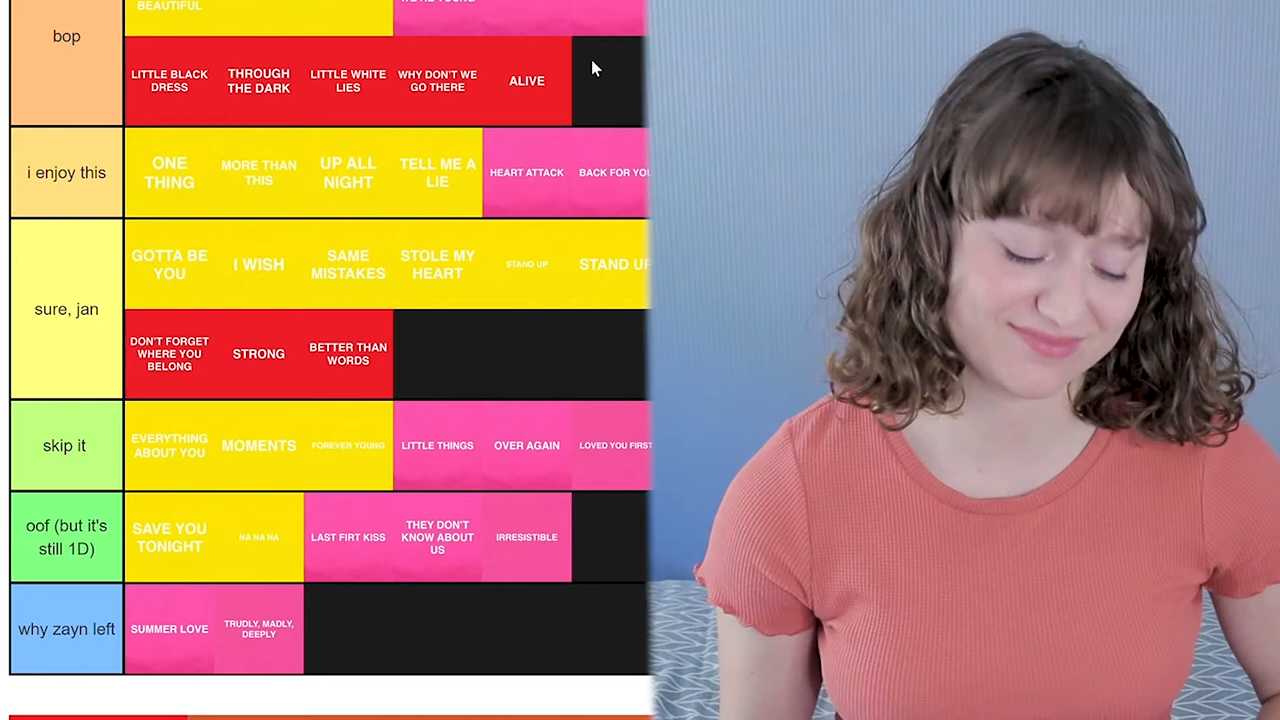 bop
BEAUTIFUL
LITTLE BLACK
DRESS
THROUGH
THE DARK
LITTLE WHITE
LIES
WHY DON'T WE
GO THERE
ALIVE
i enjoy this
ONE
THING
MORE THAN
THIS
UP ALL
NIGHT
TELL ME A
LIE
HEART ATTACK
BACK FOR YOU
sure, jan
GOTTA BE
YOU
I WISH
SAME
MISTAKES
STOLE MY
HEART
STAND UP
STAND UP
DON'T FORGET
WHERE YOU
BELONG
STRONG
BETTER THAN
WORDS
skip it
EVERYTHING
ABOUT YOU
MOMENTS
FOREVER YOUNG
LITTLE THINGS
OVER AGAIN
LOVED YOU FIRST
oof (but it's
still 1D)
SAVE YOU
TONIGHT
NA NA NA
LAST FIRT KISS
THEY DON'T
KNOW ABOUT
US
IRRESISTIBLE
why zayn left
SUMMER LOVE
TRUDLY, MADLY,
DEEPLY